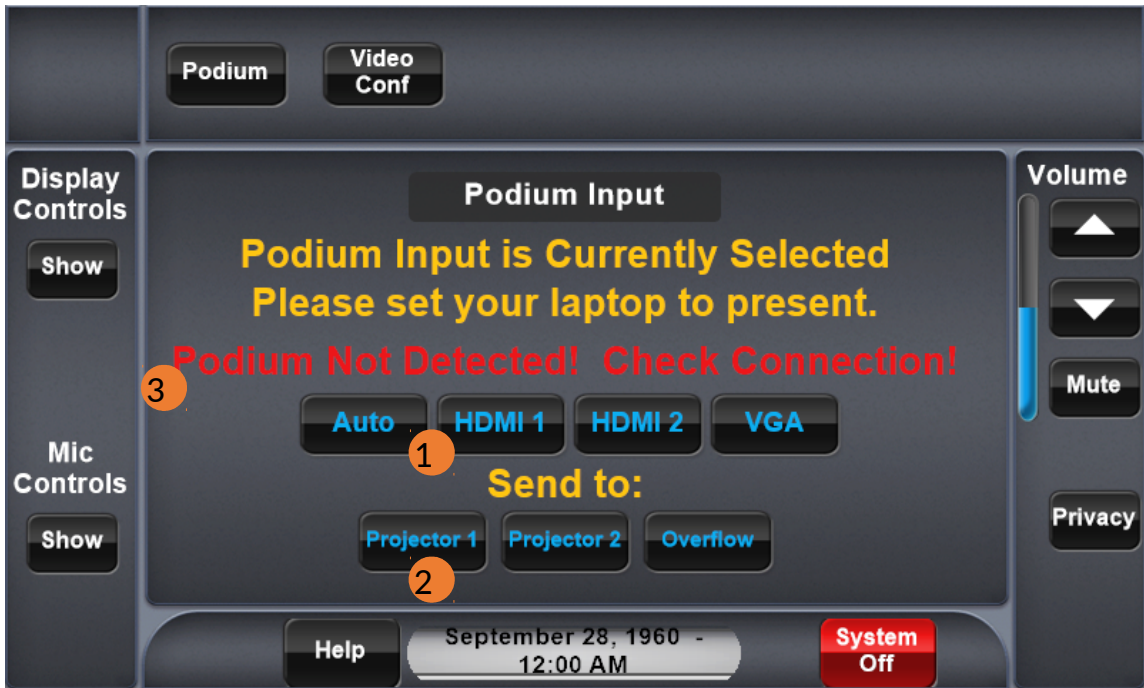 Podium
Video
Conf
Display
Controls
Show
Mic
Controls
Show
Podium Input
Podium Input is Currently Selected
Please set your laptop to present.
Podium Not Detected! Check Connection!
3
Auto
HDMI 1
HDMI 2
VGA
1
Send to:
Projector 1
Projector 2
Overflow
2
Volume
Mute
Privacy
Help
September 28, 1960 -
12:00 AM
System
Off